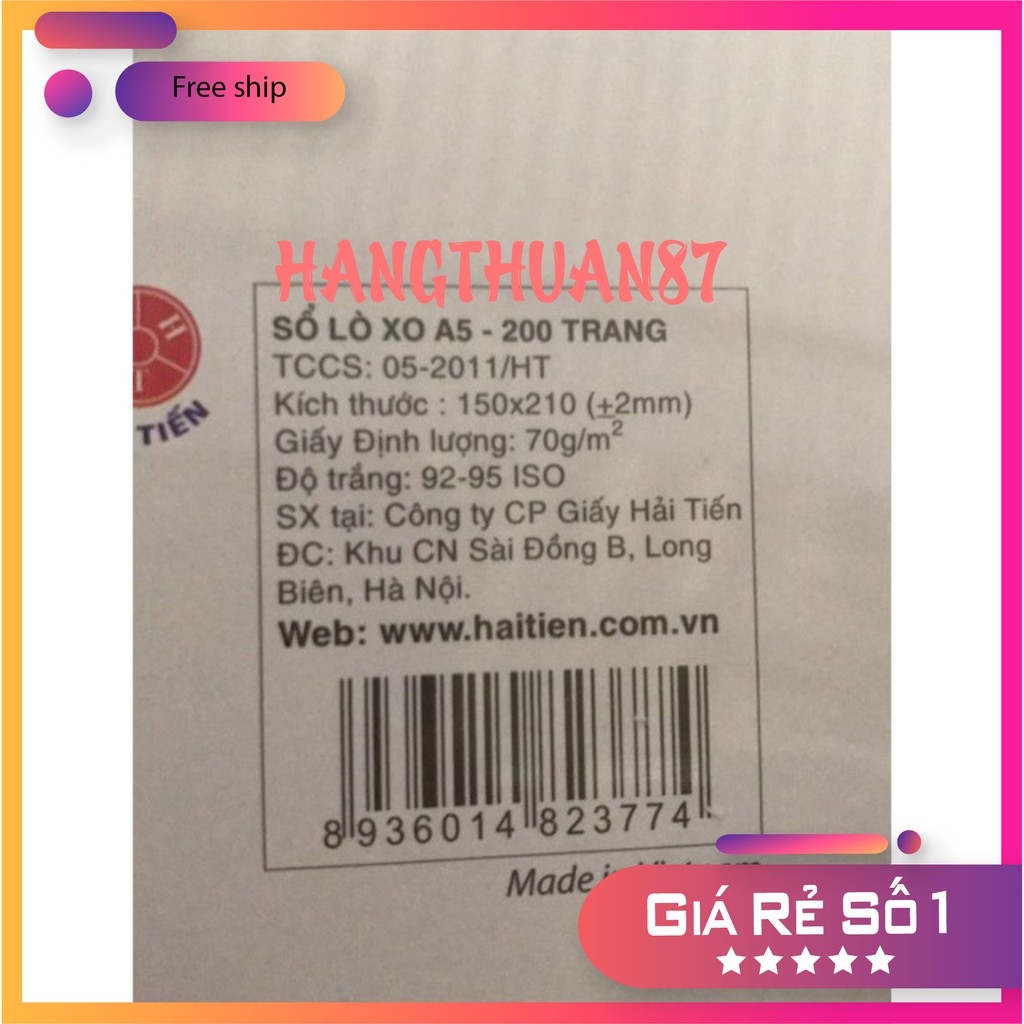 Free ship
HANGTHUAN87
H
TIẾN
SỔ LÒ XO A5 - 200 TRANG
TCCS: 05-2011/HT
Kích thước : 150x210 (±2mm)
Giấy Định lượng: 70g/m²
Độ trắng: 92-95 ISO
SX tại: Công ty CP Giấy Hải Tiến
ĐC: Khu CN Sài Đồng B, Long
Biên, Hà Nội.
Web: www.haitien.com.vn
8 936014 823774
Made
GIÁ RẺ SỐ 1